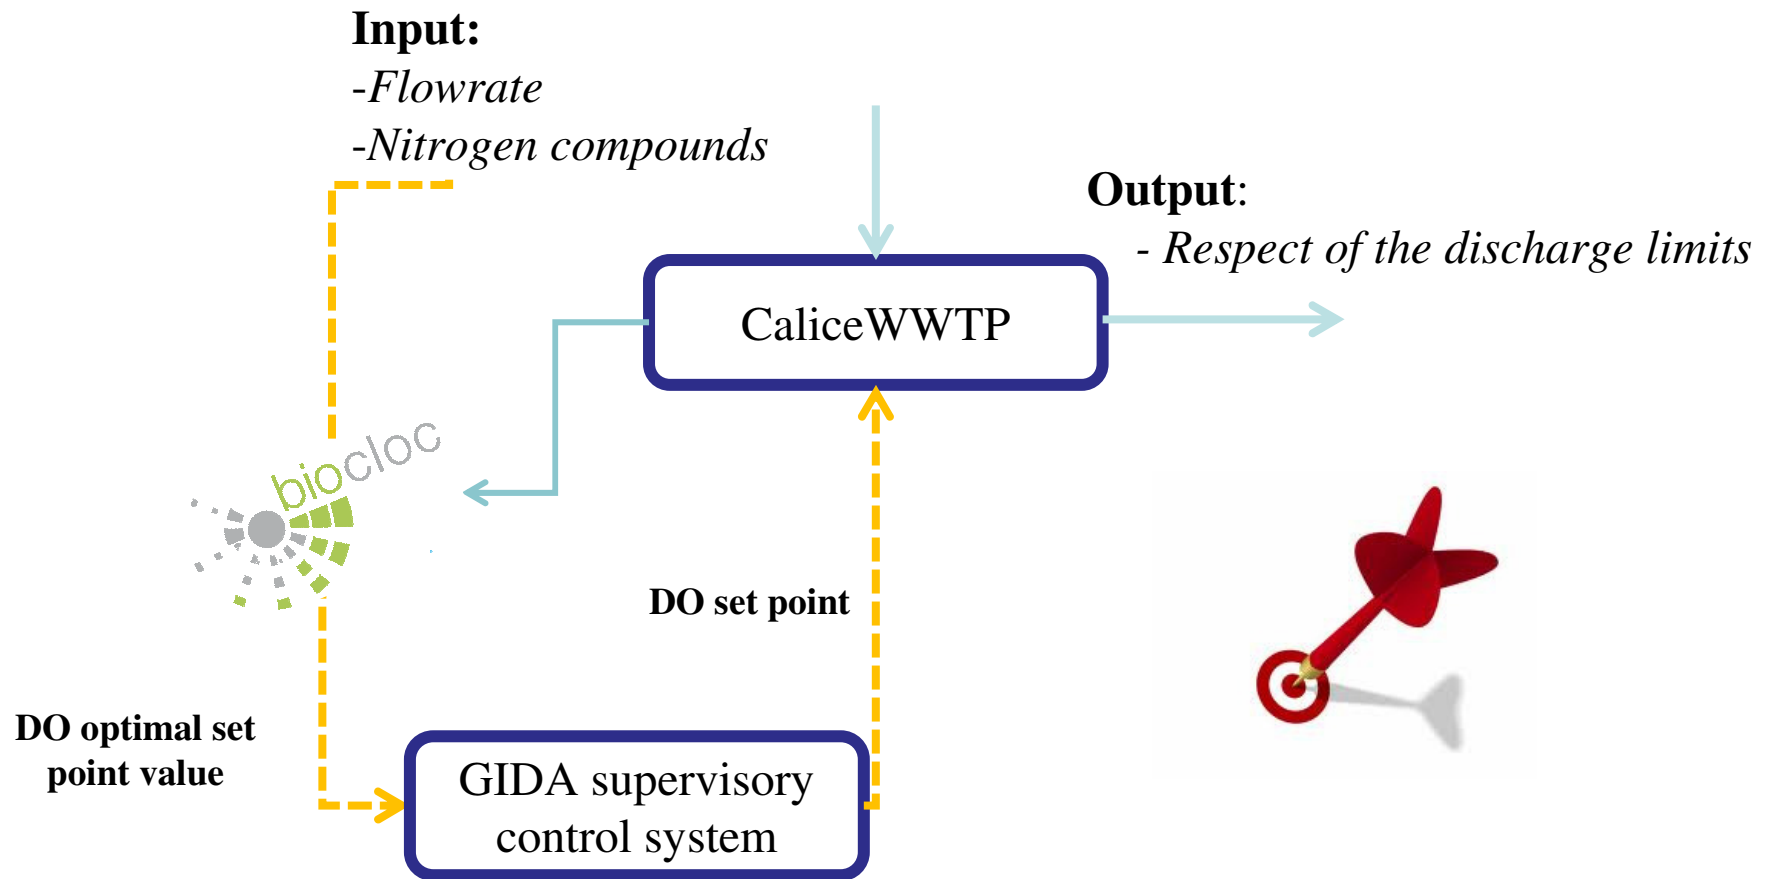 Input:
-Flowrate
-Nitrogen compounds
Output:
- Respect of the discharge limits
CaliceWWTP
biocloc
DO set point
DO optimal set
point value
GIDA supervisory
control system